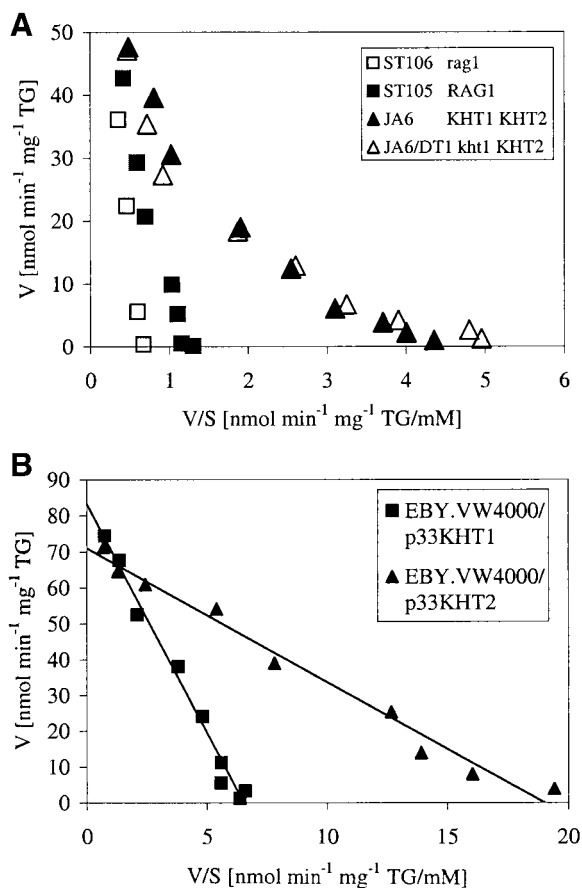 A
50
40
30
20
10
0
V [nmol min⁻¹ mg⁻¹ TG]
ST106 rag1
ST105 RAG1
JA6 KHT1 KHT2
JA6/DT1 kht1 KHT2
0 1 2 3 4 5 6
V/S [nmol min⁻¹ mg⁻¹ TG/mM]
B
90
80
70
60
50
40
30
20
10
0
V [nmol min⁻¹ mg⁻¹ TG]
EBY.VW4000/
p33KHT1
EBY.VW4000/
p33KHT2
0 5 10 15 20
V/S [nmol min⁻¹ mg⁻¹ TG/mM]